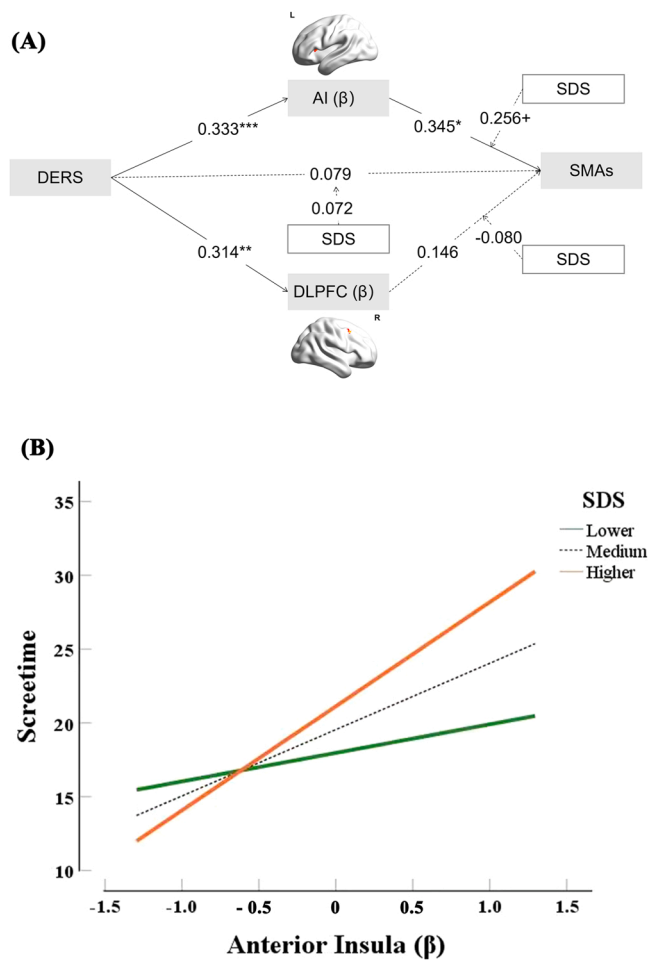 (A)
L
AI (β)
SDS
0.333***
0.345*
0.256+
DERS
0.079
SMAs
0.072
SDS
0.314**
0.146
-0.080
SDS
DLPFC (β)
R
(B)
SDS
Lower
Medium
Higher
Screetime
35
30
25
20
15
10
-1.5
-1.0
- 0.5
0
0.5
1.0
1.5
Anterior Insula (β)